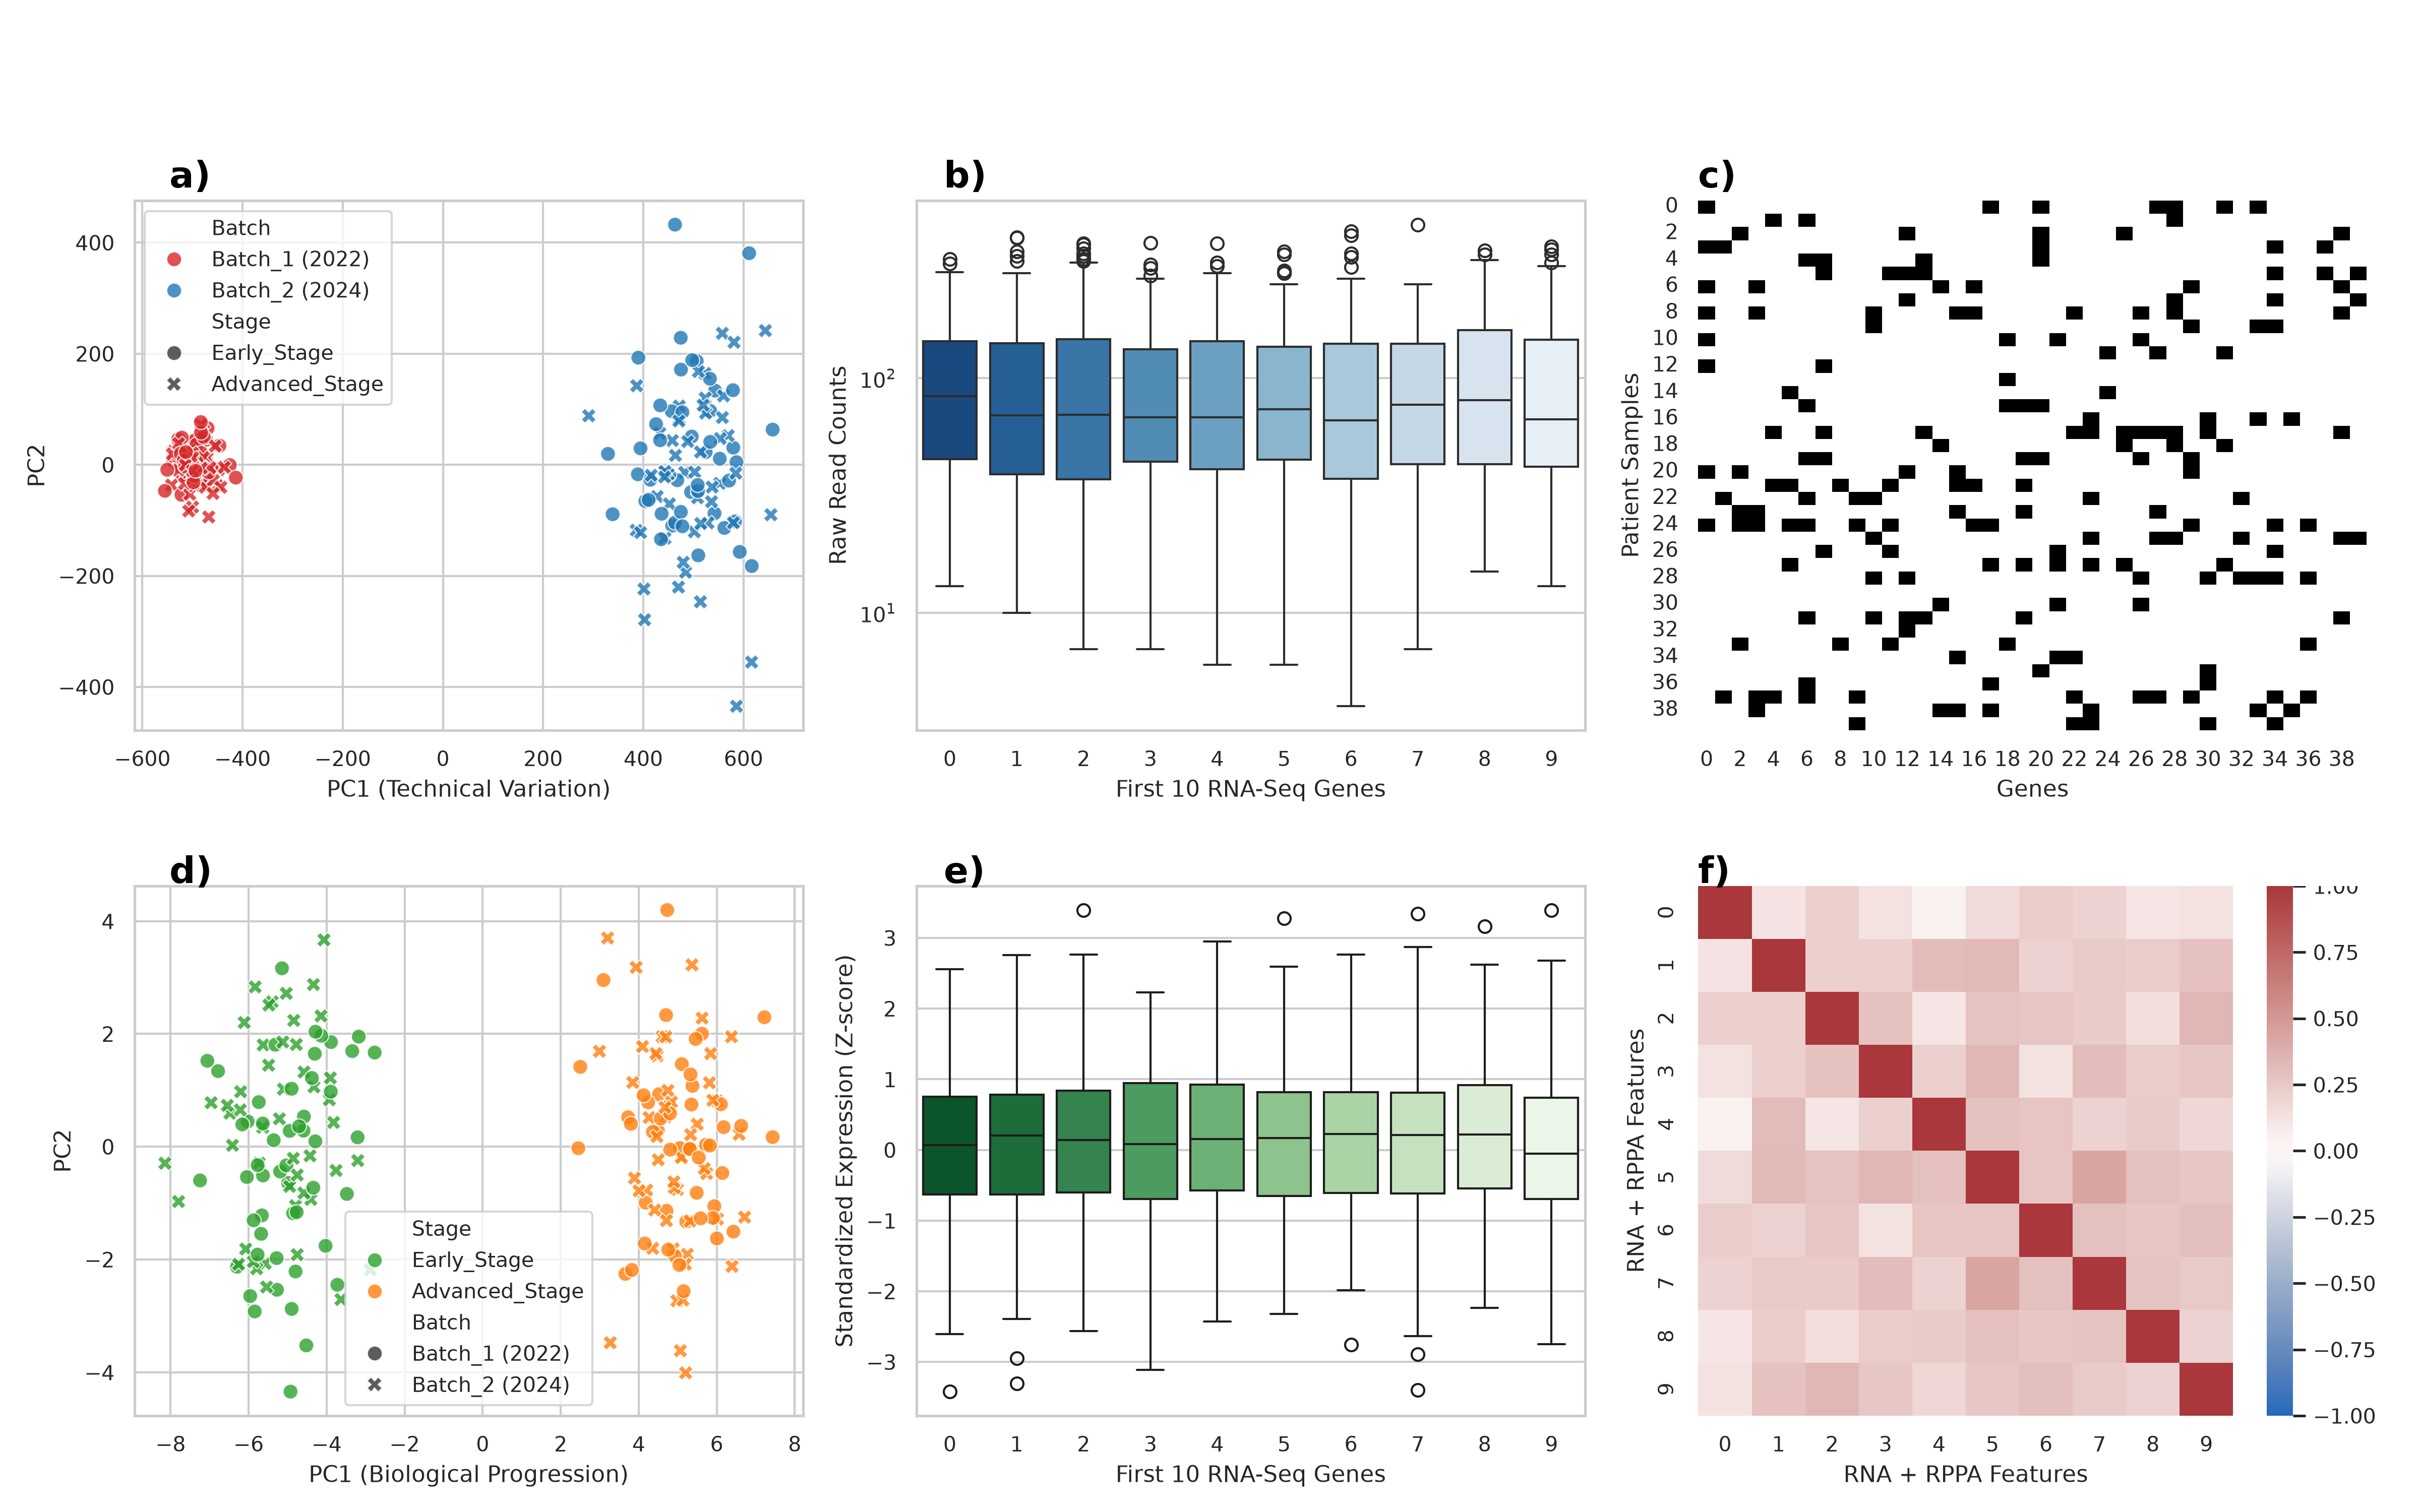 a)
Batch
Batch_1 (2022)
Batch_2 (2024)
Stage
Early_Stage
Advanced_Stage
400
200
0
−200
−400
PC2
−600 −400 −200 0 200 400 600
PC1 (Technical Variation)
b)
10²
10¹
Raw Read Counts
0 1 2 3 4 5 6 7 8 9
First 10 RNA-Seq Genes
c)
0
2
4
6
8
10
12
14
16
18
20
22
24
26
28
30
32
34
36
38
Patient Samples
0 2 4 6 8 10 12 14 16 18 20 22 24 26 28 30 32 34 36 38
Genes
d)
4
2
0
−2
−4
PC2
Stage
Early_Stage
Advanced_Stage
Batch
Batch_1 (2022)
Batch_2 (2024)
−8 −6 −4 −2 0 2 4 6 8
PC1 (Biological Progression)
e)
3
2
1
0
−1
−2
−3
Standardized Expression (Z-score)
0 1 2 3 4 5 6 7 8 9
First 10 RNA-Seq Genes
f)
0
1
2
3
4
5
6
7
8
9
RNA + RPPA Features
0 1 2 3 4 5 6 7 8 9
RNA + RPPA Features
1.00
0.75
0.50
0.25
0.00
−0.25
−0.50
−0.75
−1.00